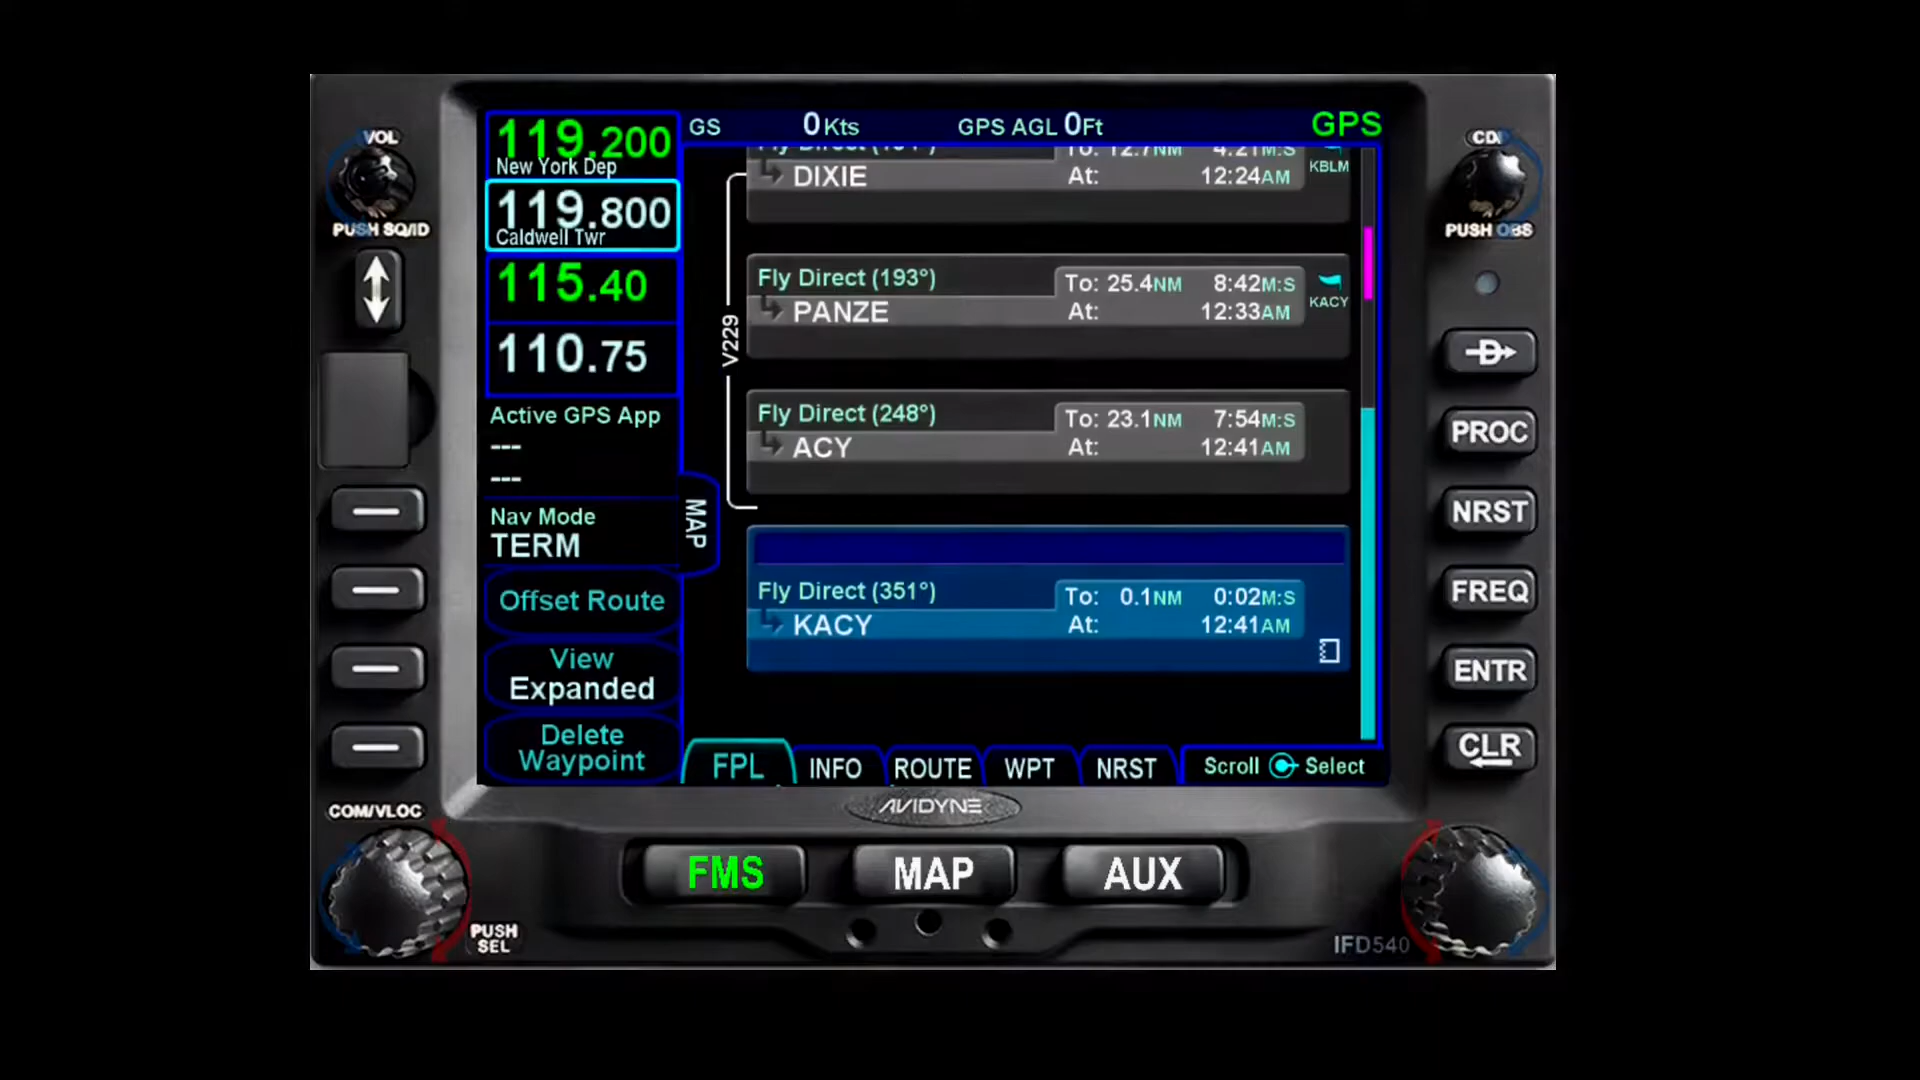 VOL
PUSH SQ/ID
119.200
New York Dep
119.800
Caldwell Twr
115.40
110.75
Active GPS App
---
---
Nav Mode
TERM
Offset Route
View
Expanded
Delete
Waypoint
GS 0Kts GPS AGL 0Ft GPS
To: 12.7NM 4:21M:S
DIXIE At: 12:24AM
KBLM
V229
Fly Direct (193°) To: 25.4NM 8:42M:S
PANZE At: 12:33AM
KACY
Fly Direct (248°) To: 23.1NM 7:54M:S
ACY At: 12:41AM
MAP
Fly Direct (351°) To: 0.1NM 0:02M:S
KACY At: 12:41AM
FPL INFO ROUTE WPT NRST Scroll Select
CDI
PUSH OBS
D
PROC
NRST
FREQ
ENTR
CLR
COM/VLOC
AVIDYNE
FMS MAP AUX
PUSH
SEL
IFD540